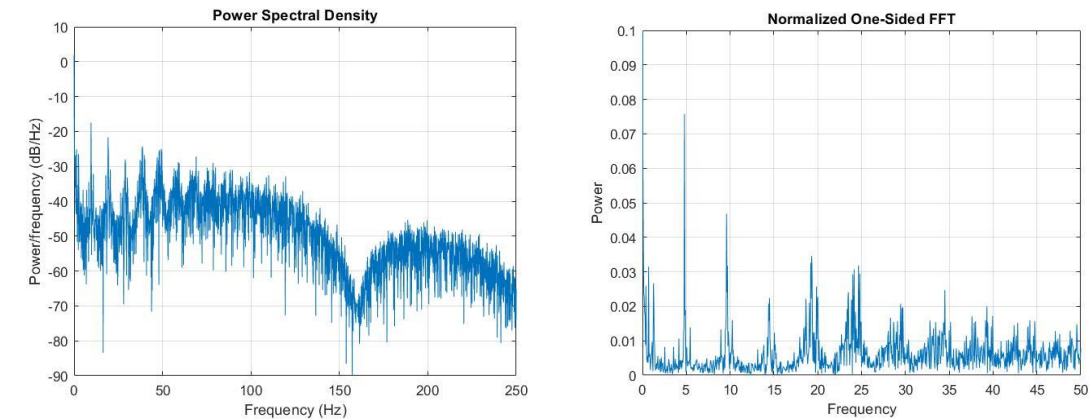 Power Spectral Density
10
0
-10
-20
-30
-40
-50
-60
-70
-80
-90
Power/frequency (dB/Hz)
0 50 100 150 200 250
Frequency (Hz)
Normalized One-Sided FFT
0.1
0.09
0.08
0.07
0.06
0.05
0.04
0.03
0.02
0.01
0
Power
0 5 10 15 20 25 30 35 40 45 50
Frequency